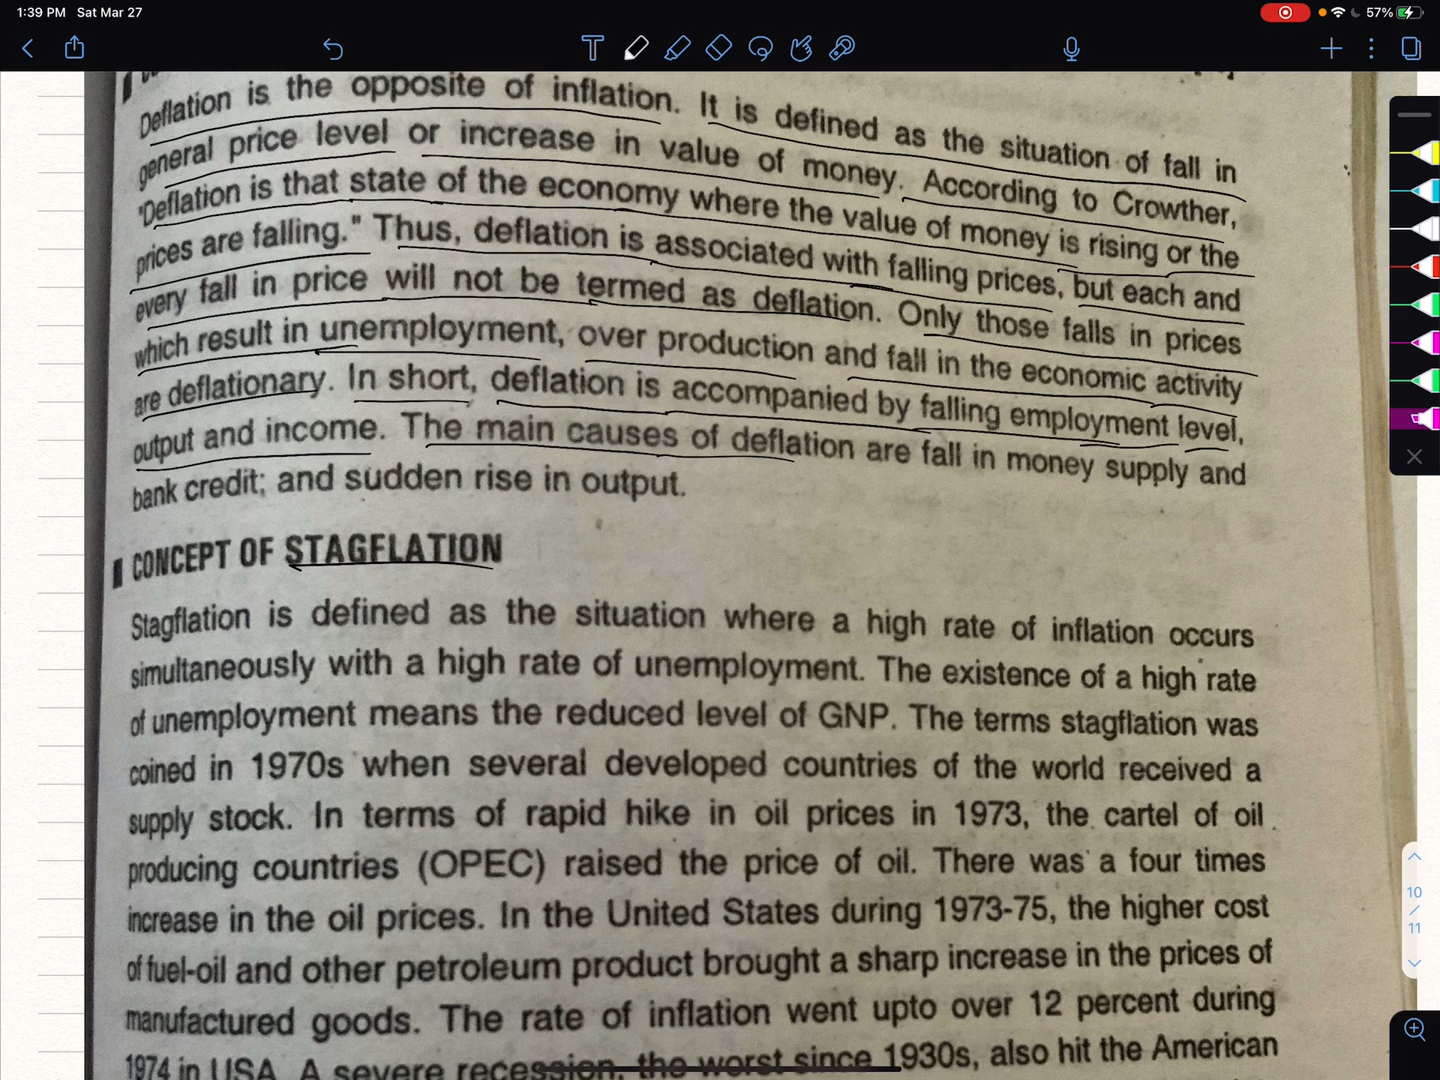 1:39 PM Sat Mar 27
57%
Deflation is the opposite of inflation. It is defined as the situation of fall in
general price level or increase in value of money. According to Crowther,
"Deflation is that state of the economy where the value of money is rising or the
prices are falling." Thus, deflation is associated with falling prices, but each and
every fall in price will not be termed as deflation. Only those falls in prices
which result in unemployment, over production and fall in the economic activity
are deflationary. In short, deflation is accompanied by falling employment level,
output and income. The main causes of deflation are fall in money supply and
bank credit; and sudden rise in output.
CONCEPT OF STAGFLATION
Stagflation is defined as the situation where a high rate of inflation occurs
simultaneously with a high rate of unemployment. The existence of a high rate
of unemployment means the reduced level of GNP. The terms stagflation was
coined in 1970s when several developed countries of the world received a
supply stock. In terms of rapid hike in oil prices in 1973, the cartel of oil
producing countries (OPEC) raised the price of oil. There was a four times
increase in the oil prices. In the United States during 1973-75, the higher cost
of fuel-oil and other petroleum product brought a sharp increase in the prices of
manufactured goods. The rate of inflation went upto over 12 percent during
1974 in USA. A severe recession, the worst since 1930s, also hit the American
10
/
11